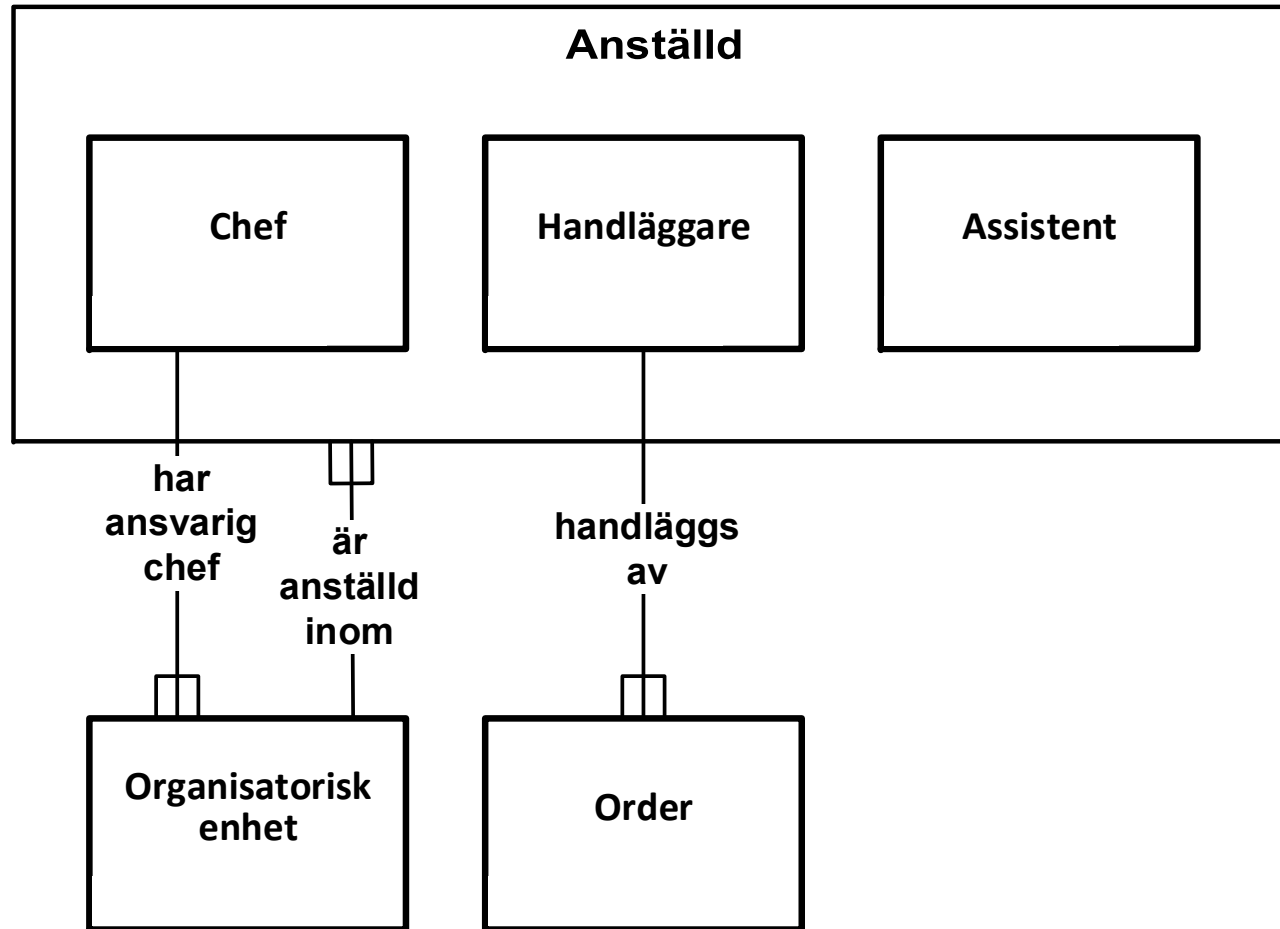 Anställd
Chef
Handläggare
Assistent
har
ansvarig
chef
är
anställd
inom
handläggs
av
Organisatorisk
enhet
Order